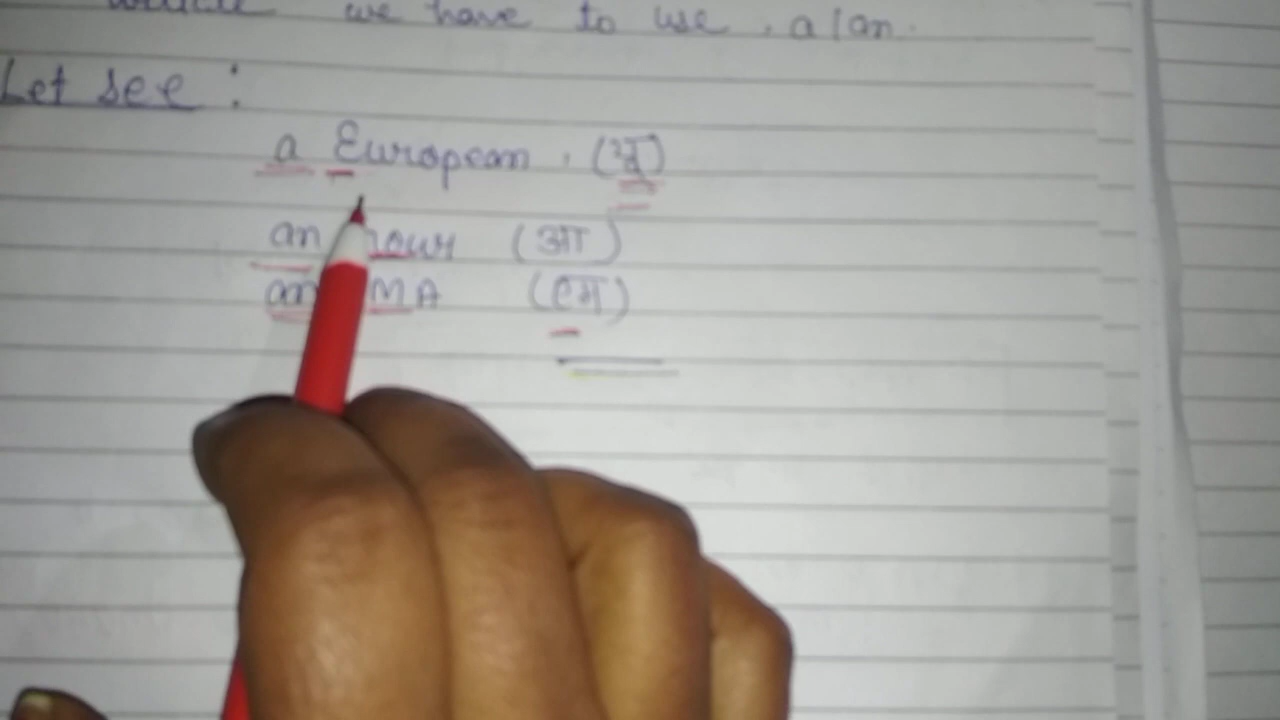 we have to use . a/an.
Let see :
a European . (यू)
an hour (आ)
an MA (एम)